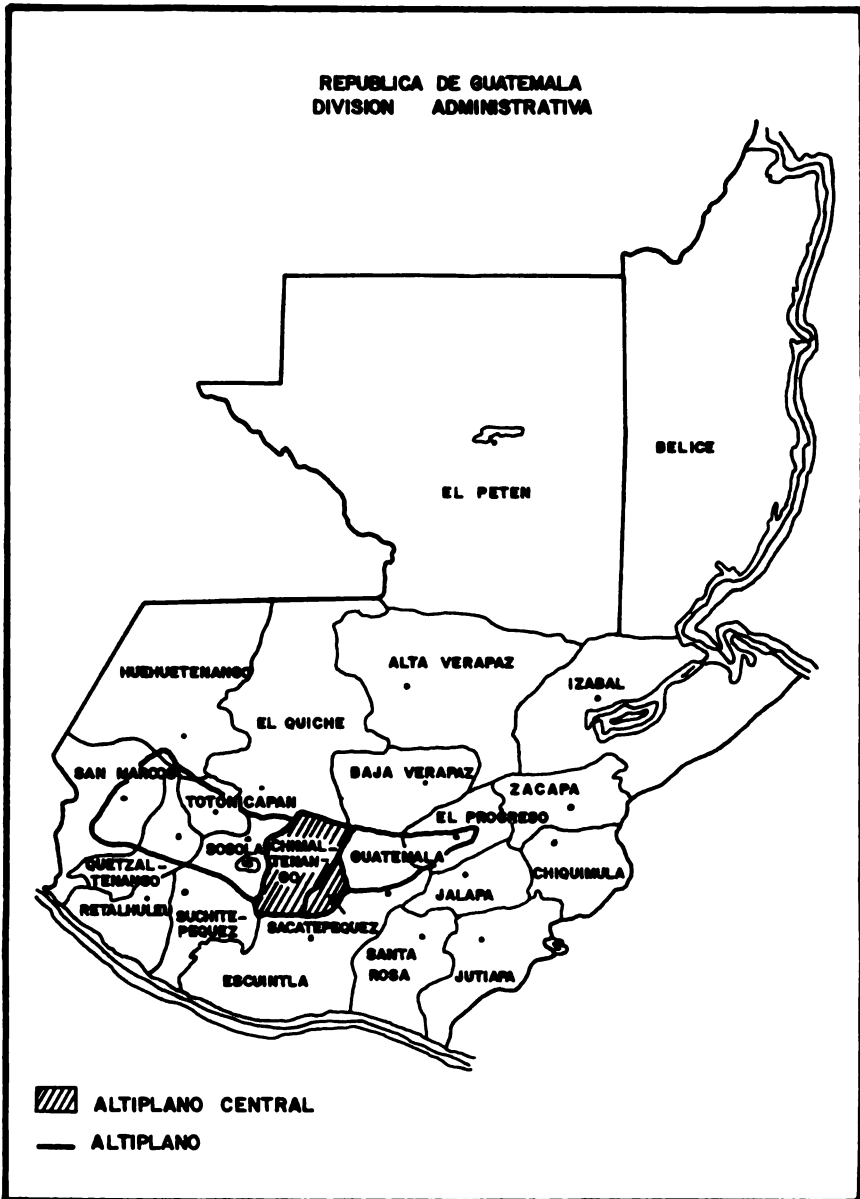 REPUBLICA DE GUATEMALA
DIVISION ADMINISTRATIVA
BELICE
EL PETEN
HUEHUETENANGO
ALTA VERAPAZ
IZABAL
EL QUICHE
SAN MARCOS
BAJA VERAPAZ
ZACAPA
TOTONICAPAN
EL PROGRESO
SOSOLA
CHIMAL-
TENAN-
GO
GUATEMALA
QUETZAL-
TENANGO
CHIQUIMULA
JALAPA
RETALHULEU
SUCHITE-
PEQUEZ
SACATEPEQUEZ
SANTA
ROSA
JUTIAPA
ESCUINTLA
ALTIPLANO CENTRAL
ALTIPLANO